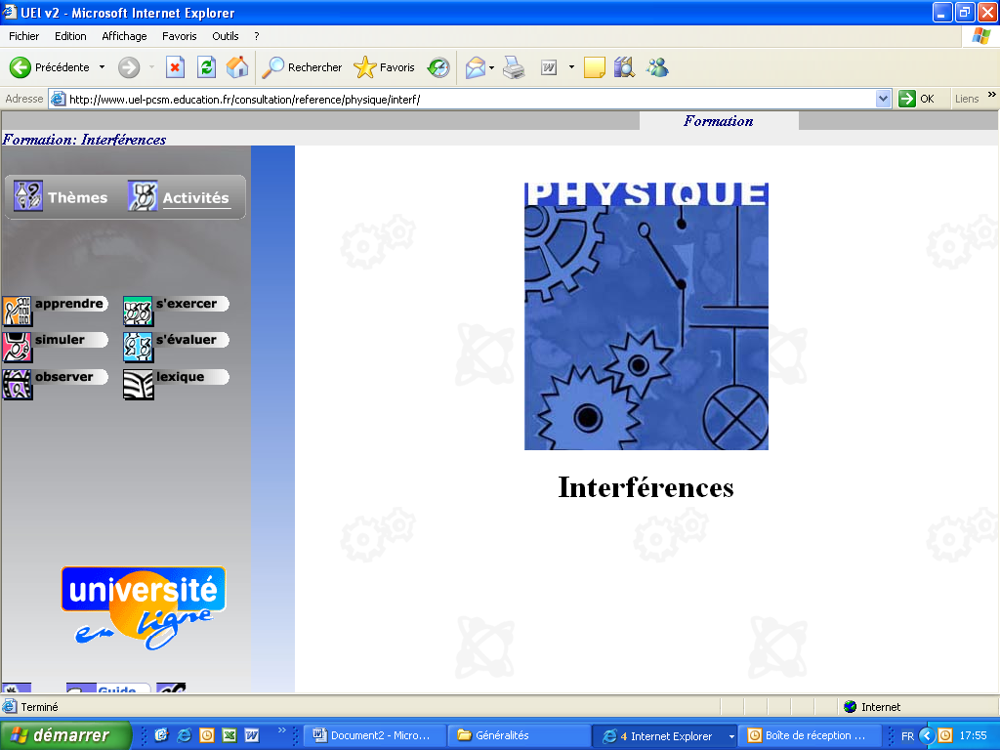 UEL v2 - Microsoft Internet Explorer
Fichier Edition Affichage Favoris Outils ?
Précédente Rechercher Favoris
Adresse http://www.uel-pcsm.education.fr/consultation/reference/physique/interf/ OK Liens »
Formation
Formation: Interférences
Thèmes Activités
PHYSIQUE
apprendre s'exercer
simuler s'évaluer
observer lexique
Interférences
université
en ligne
Guide
Terminé Internet
démarrer » Document2 - Micro... Généralités 4 Internet Explorer Boîte de réception ... FR 17:55